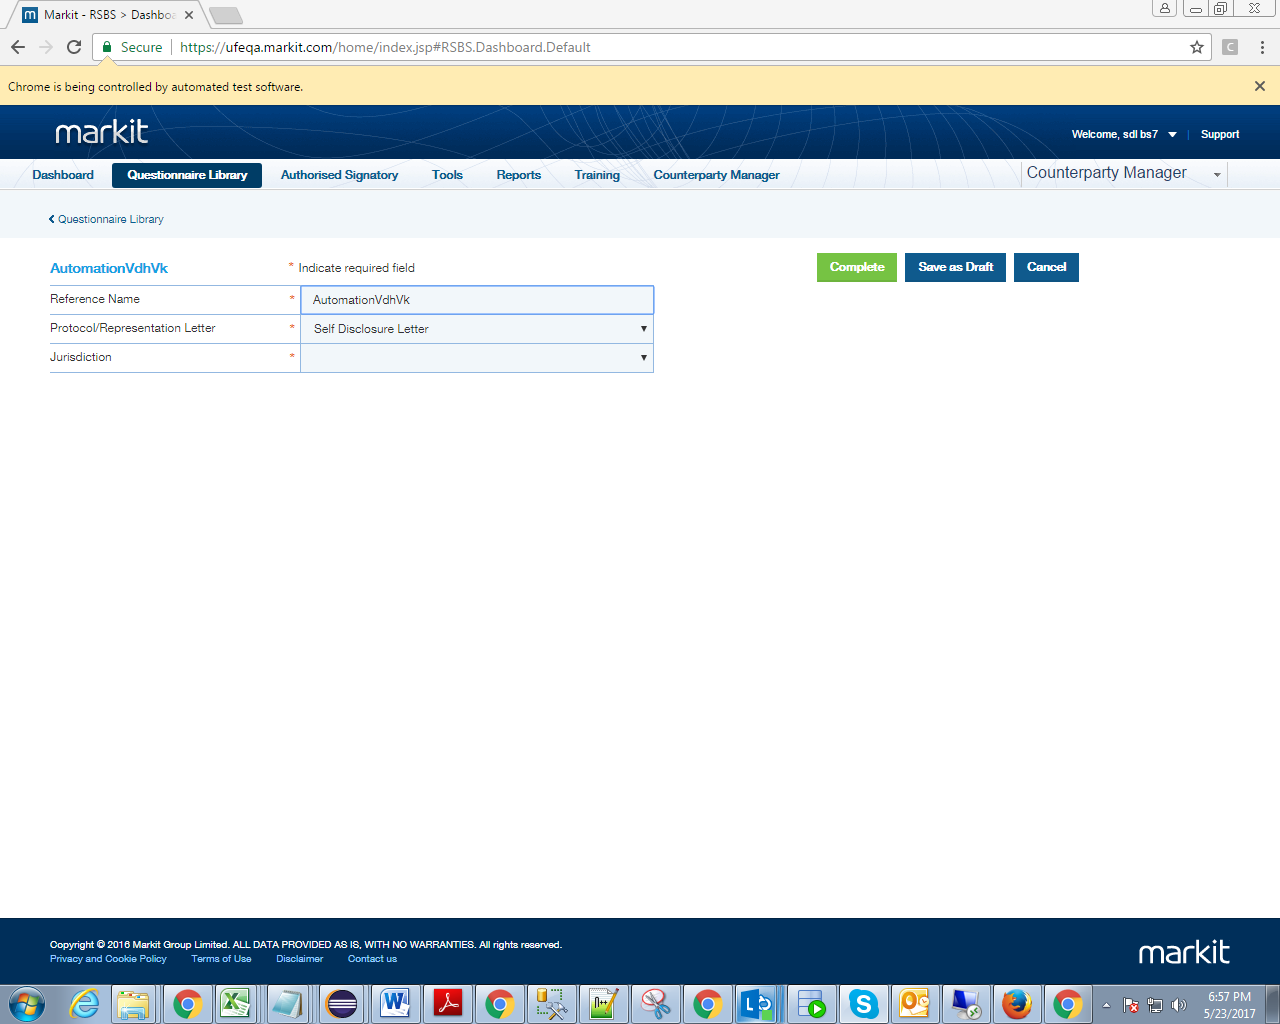 Markit - RSBS > Dashbo
Secure https://ufeqa.markit.com/home/index.jsp#RSBS.Dashboard.Default
Chrome is being controlled by automated test software.
markit
Welcome, sdl bs7 Support
Dashboard Questionnaire Library Authorised Signatory Tools Reports Training Counterparty Manager Counterparty Manager
Questionnaire Library
AutomationVdhVk * Indicate required field Complete Save as Draft Cancel
Reference Name * AutomationVdhVk
Protocol/Representation Letter * Self Disclosure Letter
Jurisdiction *
Copyright © 2016 Markit Group Limited. ALL DATA PROVIDED AS IS, WITH NO WARRANTIES. All rights reserved.
Privacy and Cookie Policy Terms of Use Disclaimer Contact us
markit
6:57 PM
5/23/2017